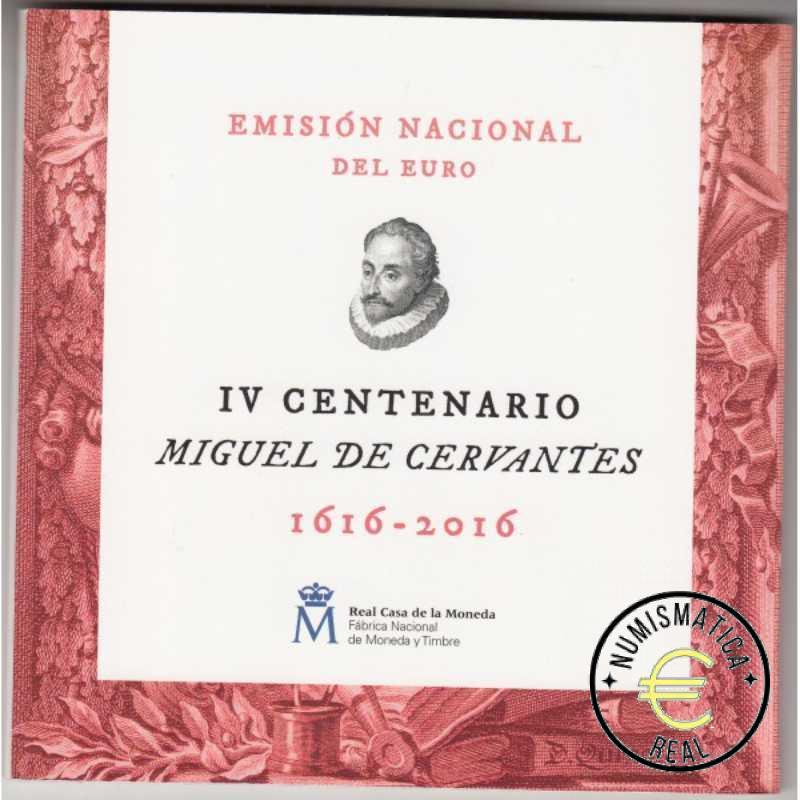 EMISIÓN NACIONAL
DEL EURO
IV CENTENARIO
MIGUEL DE CERVANTES
1616-2016
M
Real Casa de la Moneda
Fábrica Nacional
de Moneda y Timbre
NUMISMATICA
€
REAL